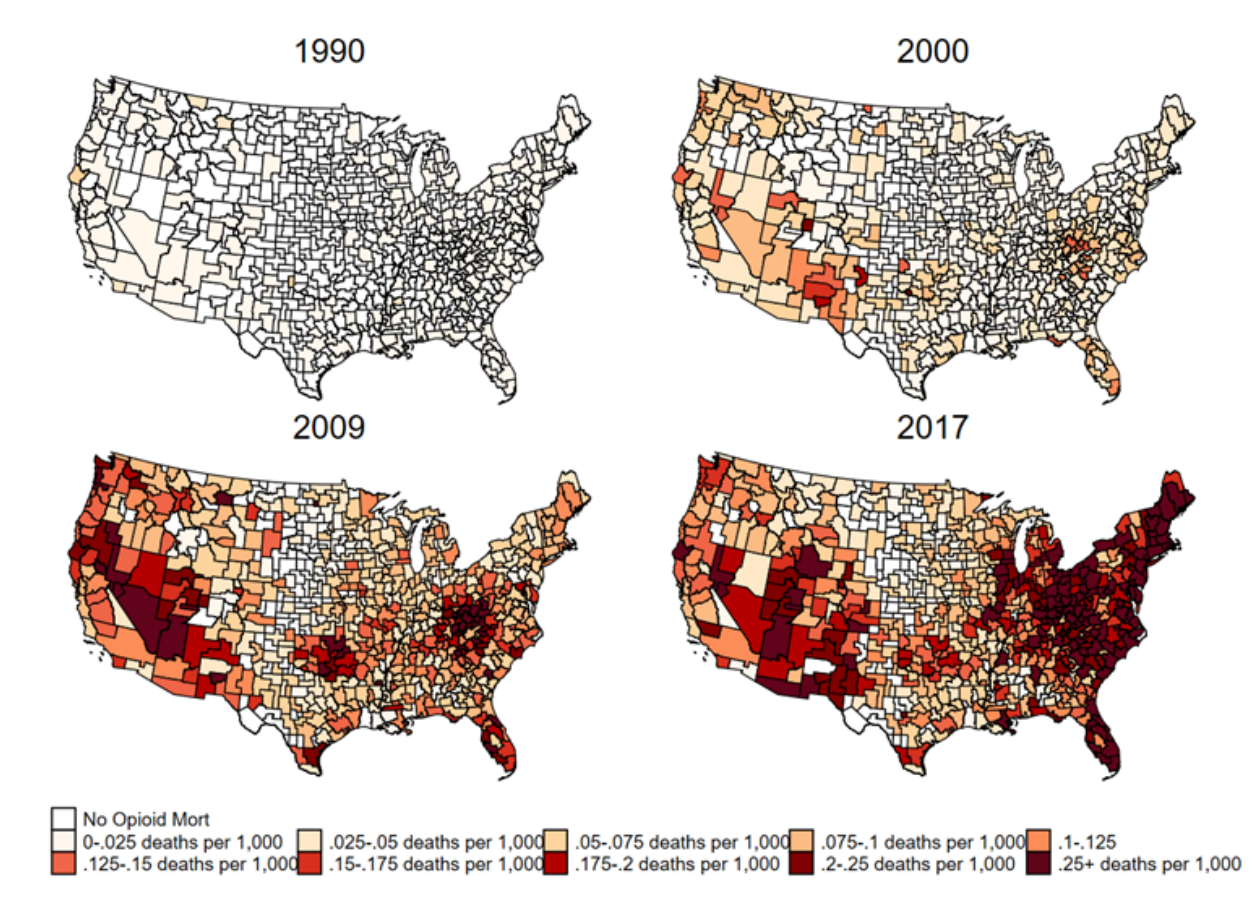 1990
2000
2009
2017
No Opioid Mort
0-.025 deaths per 1,000
.025-.05 deaths per 1,000
.05-.075 deaths per 1,000
.075-.1 deaths per 1,000
.1-.125
.125-.15 deaths per 1,000
.15-.175 deaths per 1,000
.175-.2 deaths per 1,000
.2-.25 deaths per 1,000
.25+ deaths per 1,000